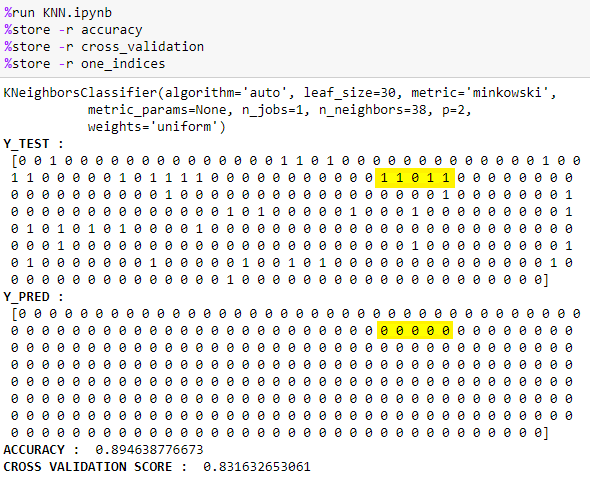 %run KNN.ipynb
%store -r accuracy
%store -r cross_validation
%store -r one_indices
KNeighborsClassifier(algorithm='auto', leaf_size=30, metric='minkowski',
metric_params=None, n_jobs=1, n_neighbors=38, p=2,
weights='uniform')
Y_TEST :
[0 0 1 0 0 0 0 0 0 0 0 0 0 0 0 0 0 1 1 0 1 0 0 0 0 0 0 0 0 0 0 0 0 0 1 0 0
1 1 0 0 0 0 0 1 0 1 1 1 1 0 0 0 0 0 0 0 0 0 0 0 1 1 0 1 1 0 0 0 0 0 0 0 0
0 0 0 0 0 0 0 0 0 0 1 0 0 0 0 0 0 0 0 0 0 0 0 0 0 0 0 0 1 0 0 0 0 0 0 0 1
0 0 0 0 0 0 0 0 0 0 0 0 0 0 1 0 1 0 0 0 0 0 1 0 0 0 1 0 0 0 0 0 0 0 0 0 1
0 1 0 1 0 1 0 1 0 0 0 0 1 0 0 0 0 0 0 0 0 0 0 0 0 0 0 0 0 0 0 0 0 0 0 0 0
0 0 0 1 0 0 0 0 0 0 0 0 0 0 0 0 0 0 0 0 0 0 0 0 0 0 1 0 0 0 0 0 0 0 0 0 1
0 1 0 0 0 0 0 0 0 1 0 0 0 0 0 1 0 0 1 0 1 0 0 0 0 0 0 0 0 0 0 0 0 0 0 1 0
0 0 0 0 0 0 0 0 0 0 0 0 0 0 1 0 0 0 0 0 0 0 0 0 0 0 0 0 0 0 0 0 0 0 0]
Y_PRED :
[0 0 0 0 0 0 0 0 0 0 0 0 0 0 0 0 0 0 0 0 0 0 0 0 0 0 0 0 0 0 0 0 0 0 0 0 0
0 0 0 0 0 0 0 0 0 0 0 0 0 0 0 0 0 0 0 0 0 0 0 0 0 0 0 0 0 0 0 0 0 0 0 0 0
0 0 0 0 0 0 0 0 0 0 0 0 0 0 0 0 0 0 0 0 0 0 0 0 0 0 0 0 0 0 0 0 0 0 0 0 0
0 0 0 0 0 0 0 0 0 0 0 0 0 0 0 0 0 0 0 0 0 0 0 0 0 0 0 0 0 0 0 0 0 0 0 0 0
0 0 0 0 0 0 0 0 0 0 0 0 0 0 0 0 0 0 0 0 0 0 0 0 0 0 0 0 0 0 0 0 0 0 0 0 0
0 0 0 0 0 0 0 0 0 0 0 0 0 0 0 0 0 0 0 0 0 0 0 0 0 0 0 0 0 0 0 0 0 0 0 0 0
0 0 0 0 0 0 0 0 0 0 0 0 0 0 0 0 0 0 0 0 0 0 0 0 0 0 0 0 0 0 0 0 0 0 0 0 0
0 0 0 0 0 0 0 0 0 0 0 0 0 0 0 0 0 0 0 0 0 0 0 0 0 0 0 0 0 0 0 0 0 0 0]
ACCURACY : 0.894638776673
CROSS VALIDATION SCORE : 0.831632653061